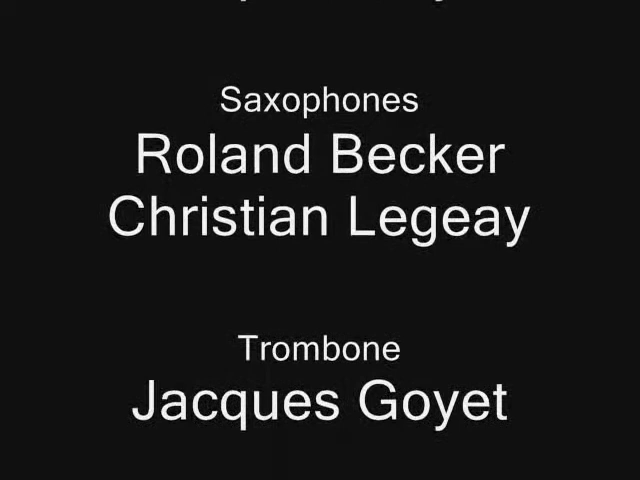 Saxophones
Roland Becker
Christian Legeay
Trombone
Jacques Goyet